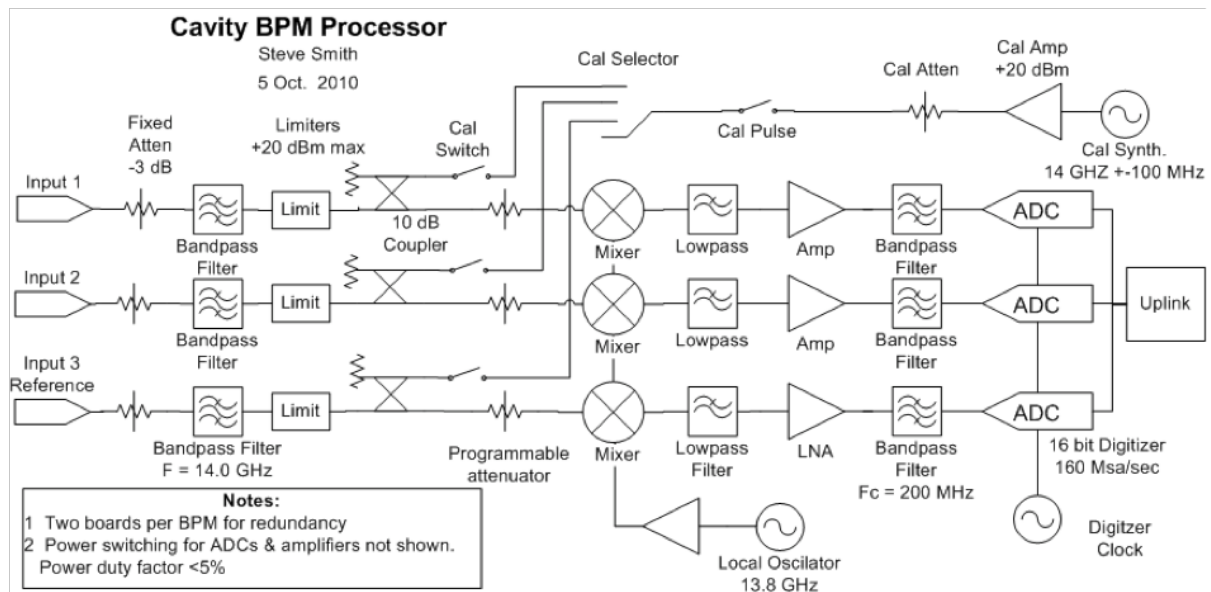 Cavity BPM Processor
Steve Smith
5 Oct. 2010
Cal Selector
Cal Atten
Cal Amp
+20 dBm
Cal Pulse
Cal Synth.
14 GHZ +-100 MHz
Fixed
Atten
-3 dB
Limiters
+20 dBm max
Cal
Switch
Input 1
Bandpass
Filter
Limit
10 dB
Coupler
Mixer
Lowpass
Amp
Bandpass
Filter
ADC
Input 2
Bandpass
Filter
Limit
Mixer
Lowpass
Amp
Bandpass
Filter
ADC
Uplink
Input 3
Reference
Bandpass Filter
F = 14.0 GHz
Limit
Programmable
attenuator
Mixer
Lowpass
Filter
LNA
Bandpass
Filter
Fc = 200 MHz
ADC
16 bit Digitizer
160 Msa/sec
Digitzer
Clock
Local Oscilator
13.8 GHz
Notes:
1 Two boards per BPM for redundancy
2 Power switching for ADCs & amplifiers not shown.
Power duty factor <5%